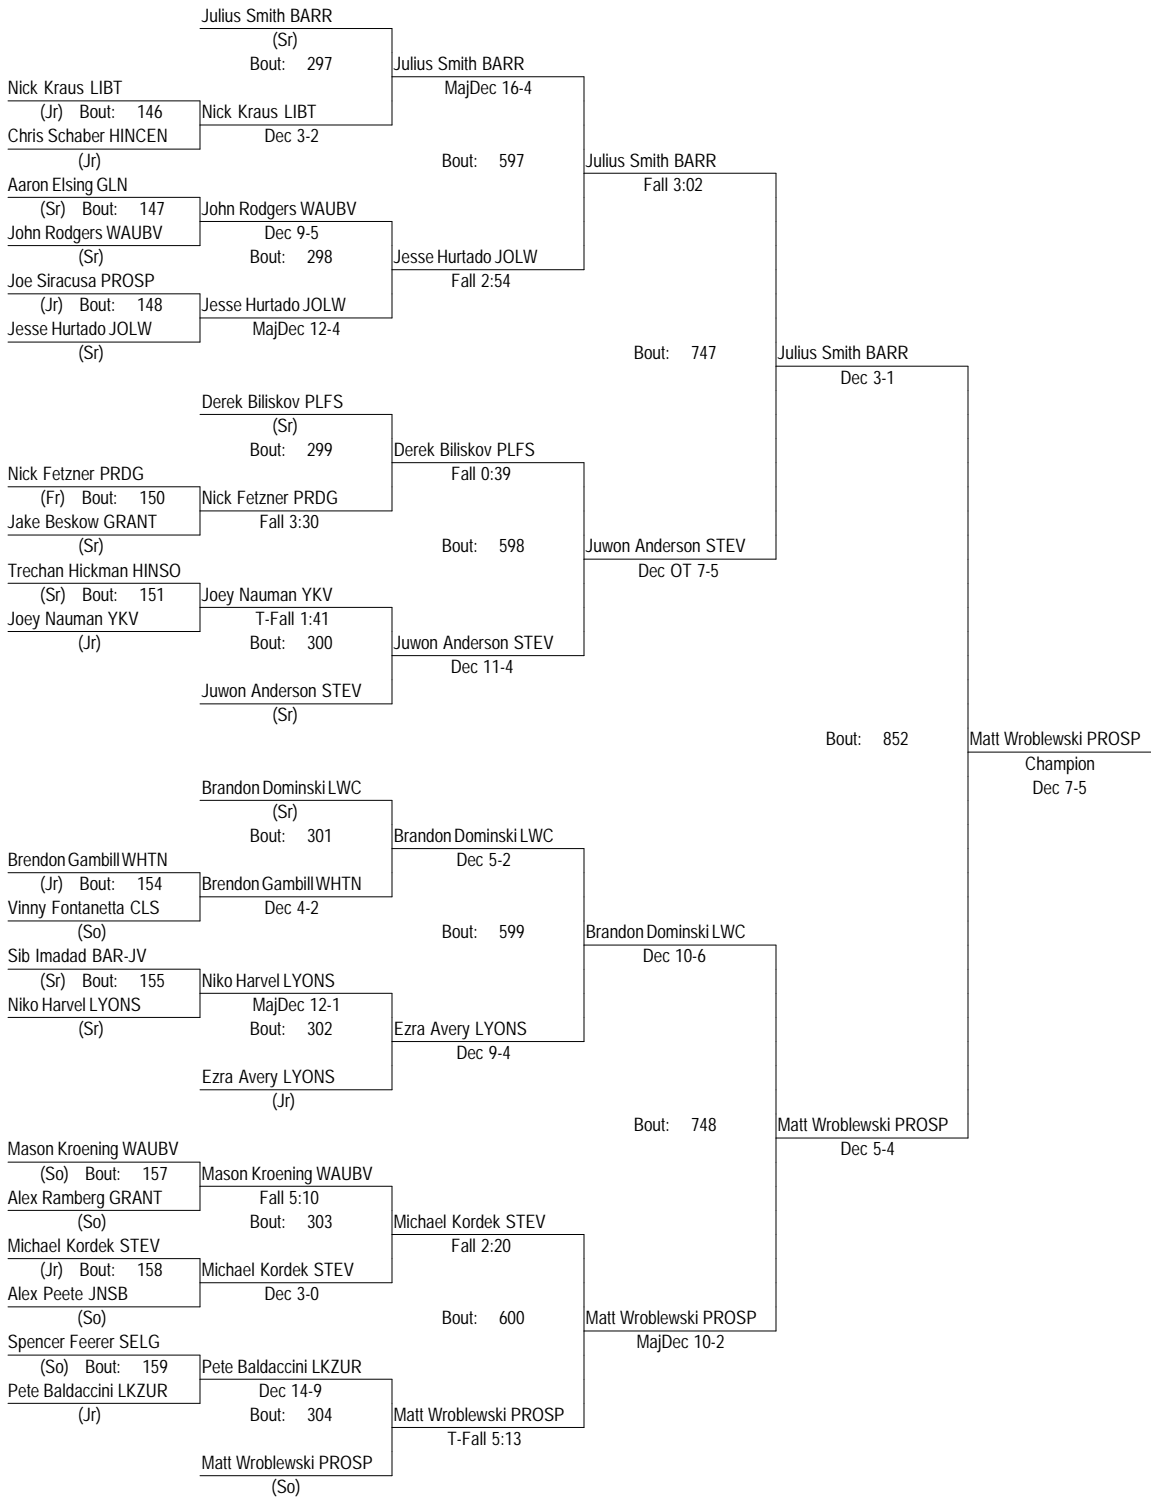 Julius Smith BARR
(Sr)
Bout: 297
Julius Smith BARR
MajDec 16-4
Nick Kraus LIBT
(Jr) Bout: 146
Nick Kraus LIBT
Chris Schaber HINCEN
Dec 3-2
(Jr)
Bout: 597
Julius Smith BARR
Fall 3:02
Aaron Elsing GLN
(Sr) Bout: 147
John Rodgers WAUBV
John Rodgers WAUBV
Dec 9-5
(Sr)
Bout: 298
Jesse Hurtado JOLW
Fall 2:54
Joe Siracusa PROSP
(Jr) Bout: 148
Jesse Hurtado JOLW
Jesse Hurtado JOLW
MajDec 12-4
(Sr)
Bout: 747
Julius Smith BARR
Dec 3-1
Derek Biliskov PLFS
(Sr)
Bout: 299
Derek Biliskov PLFS
Fall 0:39
Nick Fetzner PRDG
(Fr) Bout: 150
Nick Fetzner PRDG
Jake Beskow GRANT
Fall 3:30
(Sr)
Bout: 598
Juwon Anderson STEV
Dec OT 7-5
Trechan Hickman HINSO
(Sr) Bout: 151
Joey Nauman YKV
Joey Nauman YKV
T-Fall 1:41
(Jr)
Bout: 300
Juwon Anderson STEV
Dec 11-4
Juwon Anderson STEV
(Sr)
Bout: 852
Matt Wroblewski PROSP
Champion
Dec 7-5
Brandon Dominski LWC
(Sr)
Bout: 301
Brandon Dominski LWC
Dec 5-2
Brendon Gambill WHTN
(Jr) Bout: 154
Brendon Gambill WHTN
Vinny Fontanetta CLS
Dec 4-2
(So)
Bout: 599
Brandon Dominski LWC
Dec 10-6
Sib Imadad BAR-JV
(Sr) Bout: 155
Niko Harvel LYONS
Niko Harvel LYONS
MajDec 12-1
(Sr)
Bout: 302
Ezra Avery LYONS
Dec 9-4
Ezra Avery LYONS
(Jr)
Bout: 748
Matt Wroblewski PROSP
Dec 5-4
Mason Kroening WAUBV
(So) Bout: 157
Mason Kroening WAUBV
Alex Ramberg GRANT
Fall 5:10
(So)
Bout: 303
Michael Kordek STEV
Fall 2:20
Michael Kordek STEV
(Jr) Bout: 158
Michael Kordek STEV
Alex Peete JNSB
Dec 3-0
(So)
Bout: 600
Matt Wroblewski PROSP
MajDec 10-2
Spencer Feerer SELG
(So) Bout: 159
Pete Baldaccini LKZUR
Pete Baldaccini LKZUR
Dec 14-9
(Jr)
Bout: 304
Matt Wroblewski PROSP
T-Fall 5:13
Matt Wroblewski PROSP
(So)